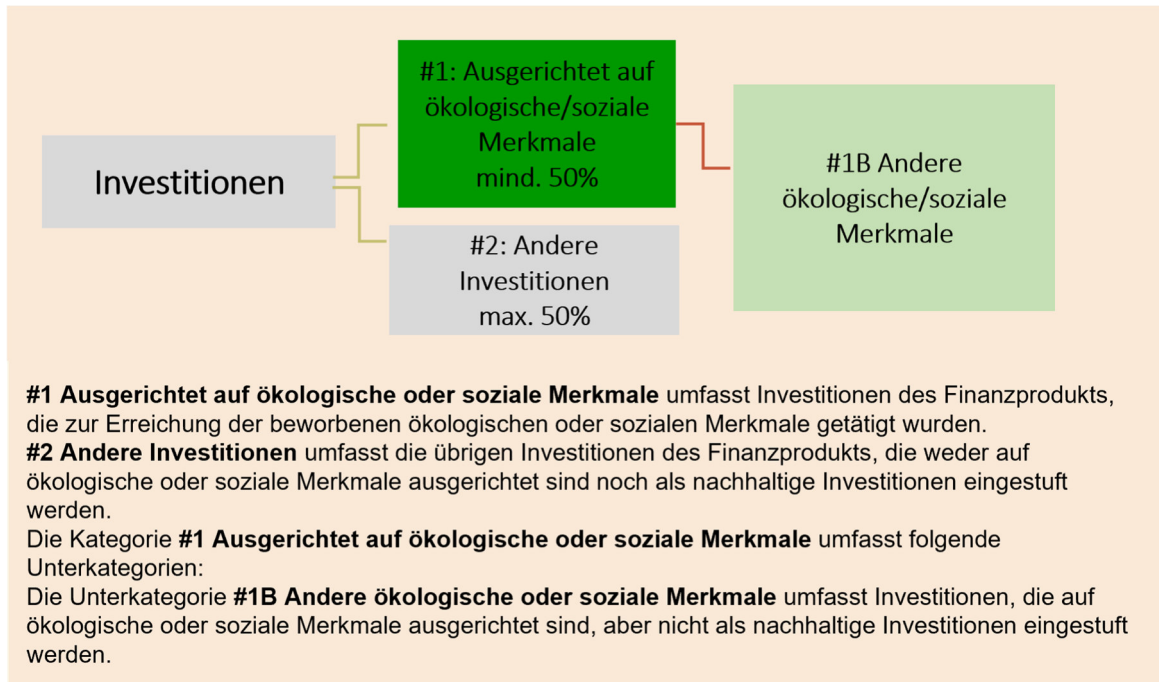 Investitionen
#1: Ausgerichtet auf
ökologische/soziale
Merkmale
mind. 50%
#2: Andere
Investitionen
max. 50%
#1B Andere
ökologische/soziale
Merkmale
#1 Ausgerichtet auf ökologische oder soziale Merkmale umfasst Investitionen des Finanzprodukts,
die zur Erreichung der beworbenen ökologischen oder sozialen Merkmale getätigt wurden.
#2 Andere Investitionen umfasst die übrigen Investitionen des Finanzprodukts, die weder auf
ökologische oder soziale Merkmale ausgerichtet sind noch als nachhaltige Investitionen eingestuft
werden.
Die Kategorie #1 Ausgerichtet auf ökologische oder soziale Merkmale umfasst folgende
Unterkategorien:
Die Unterkategorie #1B Andere ökologische oder soziale Merkmale umfasst Investitionen, die auf
ökologische oder soziale Merkmale ausgerichtet sind, aber nicht als nachhaltige Investitionen eingestuft
werden.